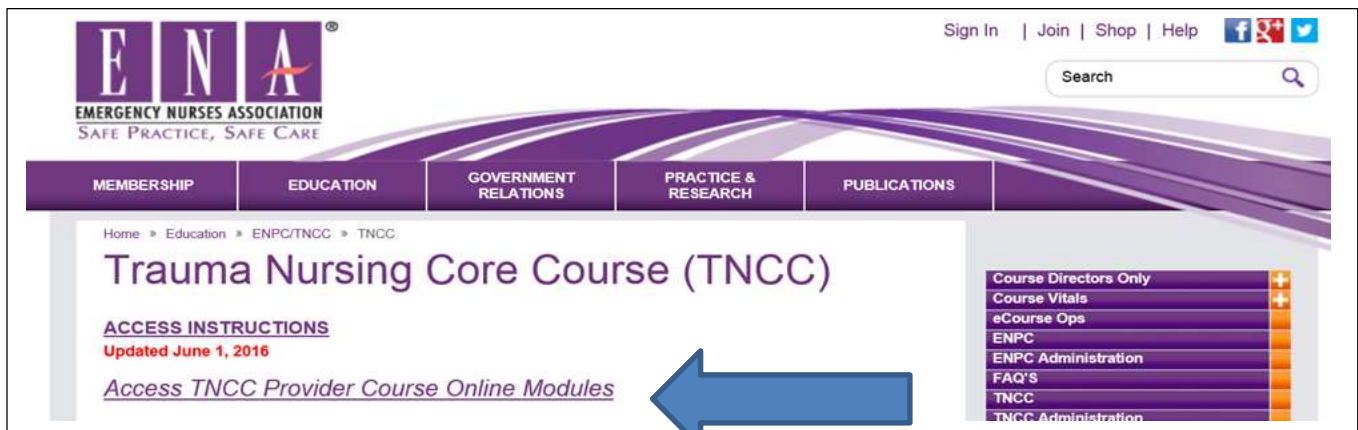 E N A ®
EMERGENCY NURSES ASSOCIATION
SAFE PRACTICE, SAFE CARE
Sign In | Join | Shop | Help
Search
MEMBERSHIP EDUCATION GOVERNMENT RELATIONS PRACTICE & RESEARCH PUBLICATIONS
Home » Education » ENPC/TNCC » TNCC
Trauma Nursing Core Course (TNCC)
ACCESS INSTRUCTIONS
Updated June 1, 2016
Access TNCC Provider Course Online Modules
Course Directors Only
Course Vitals
eCourse Ops
ENPC
ENPC Administration
FAQ'S
TNCC
TNCC Administration